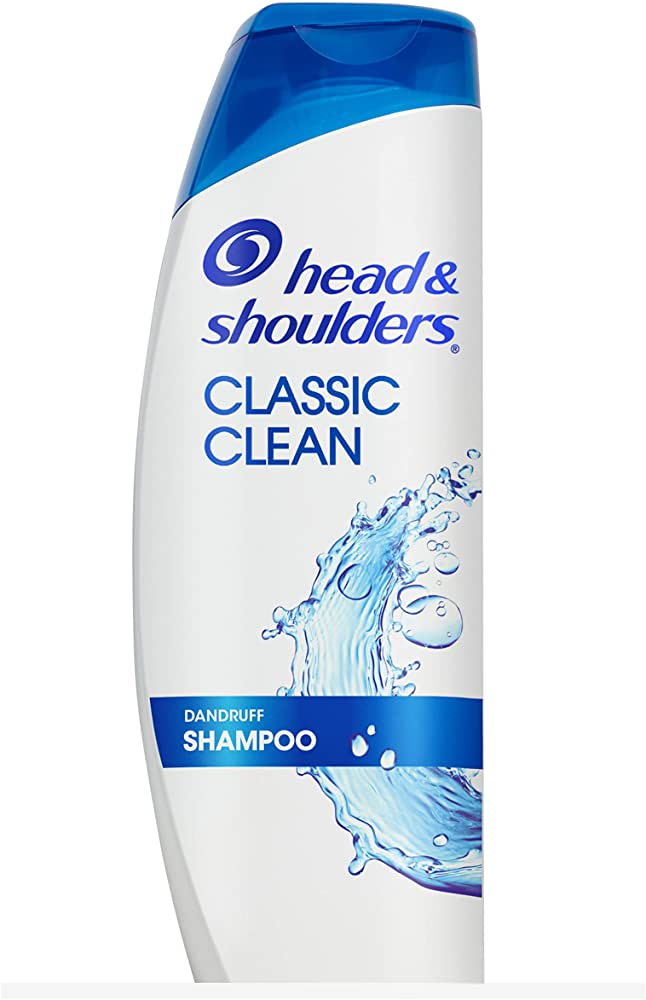 head &
shoulders®
CLASSIC
CLEAN
DANDRUFF
SHAMPOO